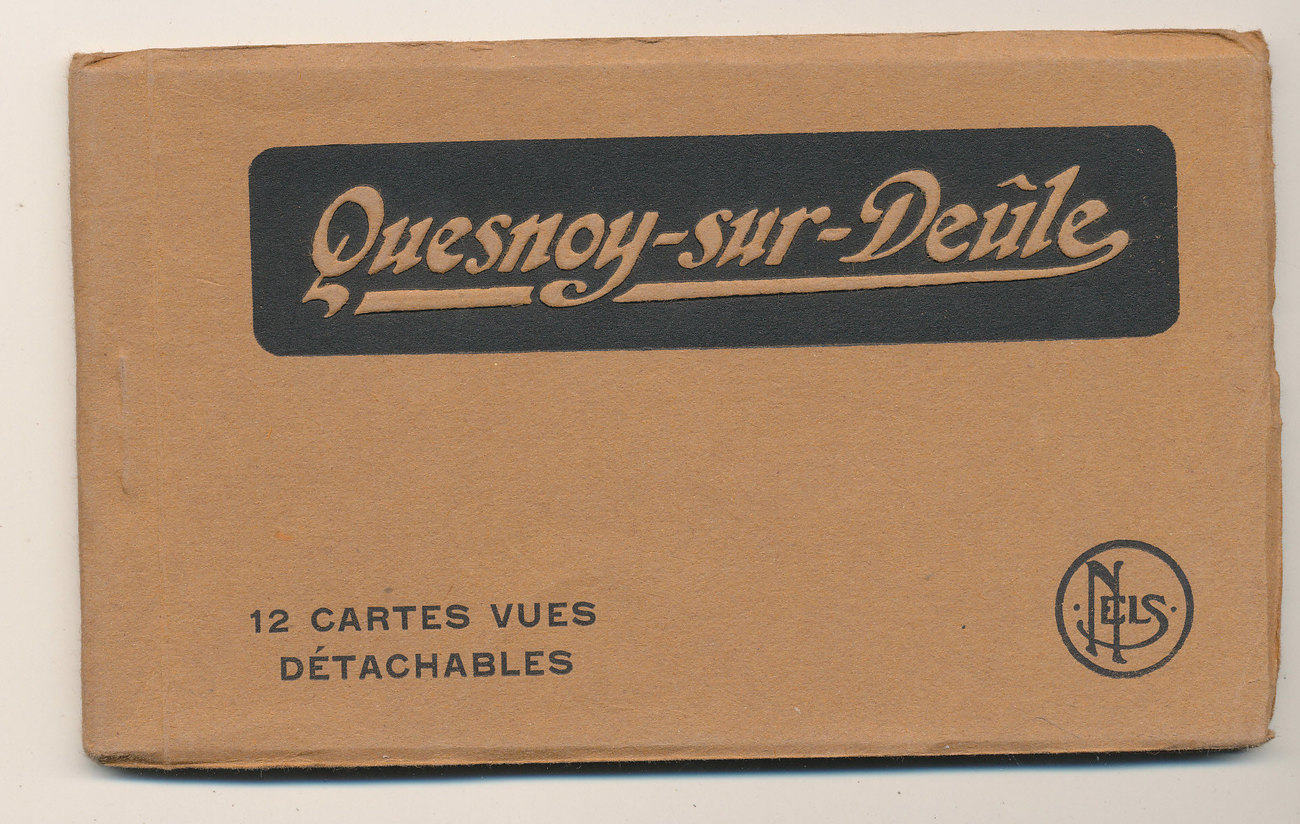 Quesnoy-sur-Deûle
12 CARTES VUES
DÉTACHABLES
NELS